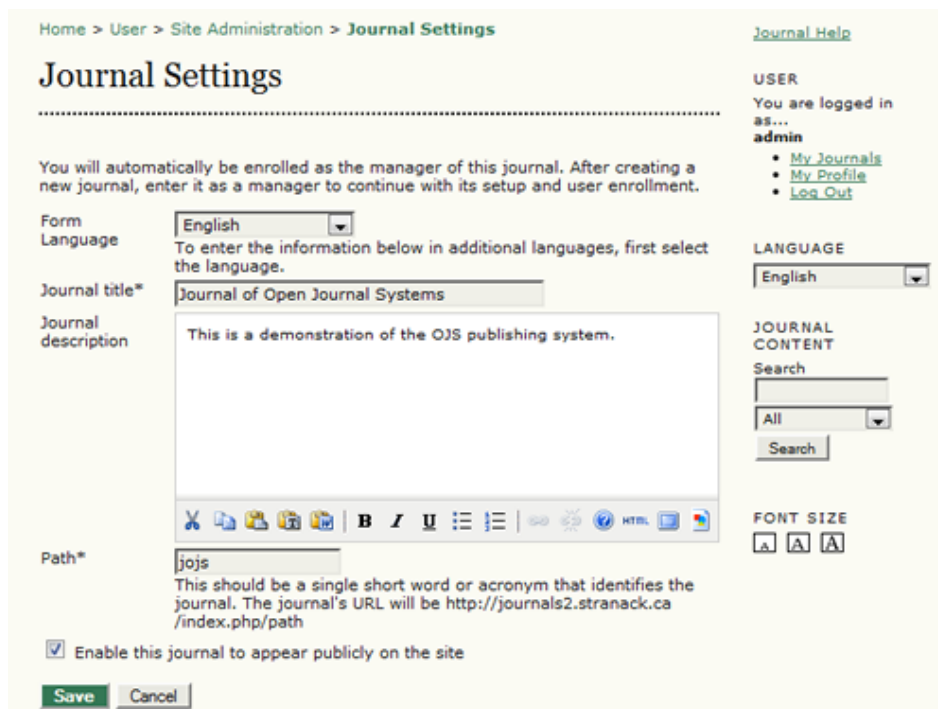 Home > User > Site Administration > Journal Settings
Journal Settings
You will automatically be enrolled as the manager of this journal. After creating a
new journal, enter it as a manager to continue with its setup and user enrollment.
Form
Language
English
To enter the information below in additional languages, first select
the language.
Journal title*
Journal of Open Journal Systems
Journal
description
This is a demonstration of the OJS publishing system.
B I U
HTML
Path*
jojs
This should be a single short word or acronym that identifies the
journal. The journal's URL will be http://journals2.stranack.ca
/index.php/path
Enable this journal to appear publicly on the site
Save Cancel
Journal Help
USER
You are logged in
as...
admin
My Journals
My Profile
Log Out
LANGUAGE
English
JOURNAL
CONTENT
Search
All
Search
FONT SIZE
A A A